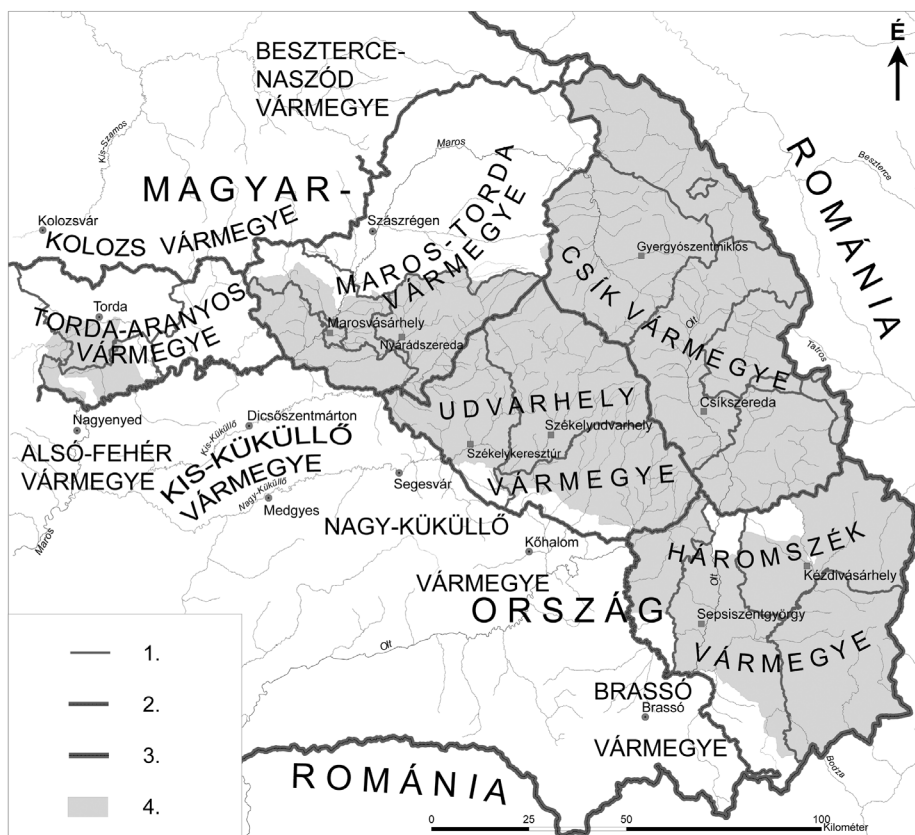 É
BESZTERCE-
NASZÓD
VÁRMEGYE
Kis-Szamos
Maros
Beszterce
ROMÁNIA
MAGYAR-
Kolozsvár
KOLOZS VÁRMEGYE
Szászrégen
MAROS-TORDA
VÁRMEGYE
Gyergyószentmiklós
CSÍK VÁRMEGYE
Olt
Tatros
Torda
TORDA-ARANYOS
VÁRMEGYE
Marosvásárhely
Nyárádszereda
Csíkszereda
UDVARHELY
VÁRMEGYE
Székelyudvarhely
Székelykeresztúr
Nagyenyed
Dicsőszentmárton
Kis-Küküllő
ALSÓ-FEHÉR
VÁRMEGYE
KIS-KÜKÜLLŐ
VÁRMEGYE
Nagy-Küküllő
Segesvár
Medgyes
Maros
NAGY-KÜKÜLLŐ
VÁRMEGYE
Kőhalom
HÁROMSZÉK
VÁRMEGYE
Kézdivásárhely
Olt
Sepsiszentgyörgy
ORSZÁG
Olt
BRASSÓ
Brassó
VÁRMEGYE
Bodza
ROMÁNIA
1.
2.
3.
4.
0 25 50 100
Kilométer